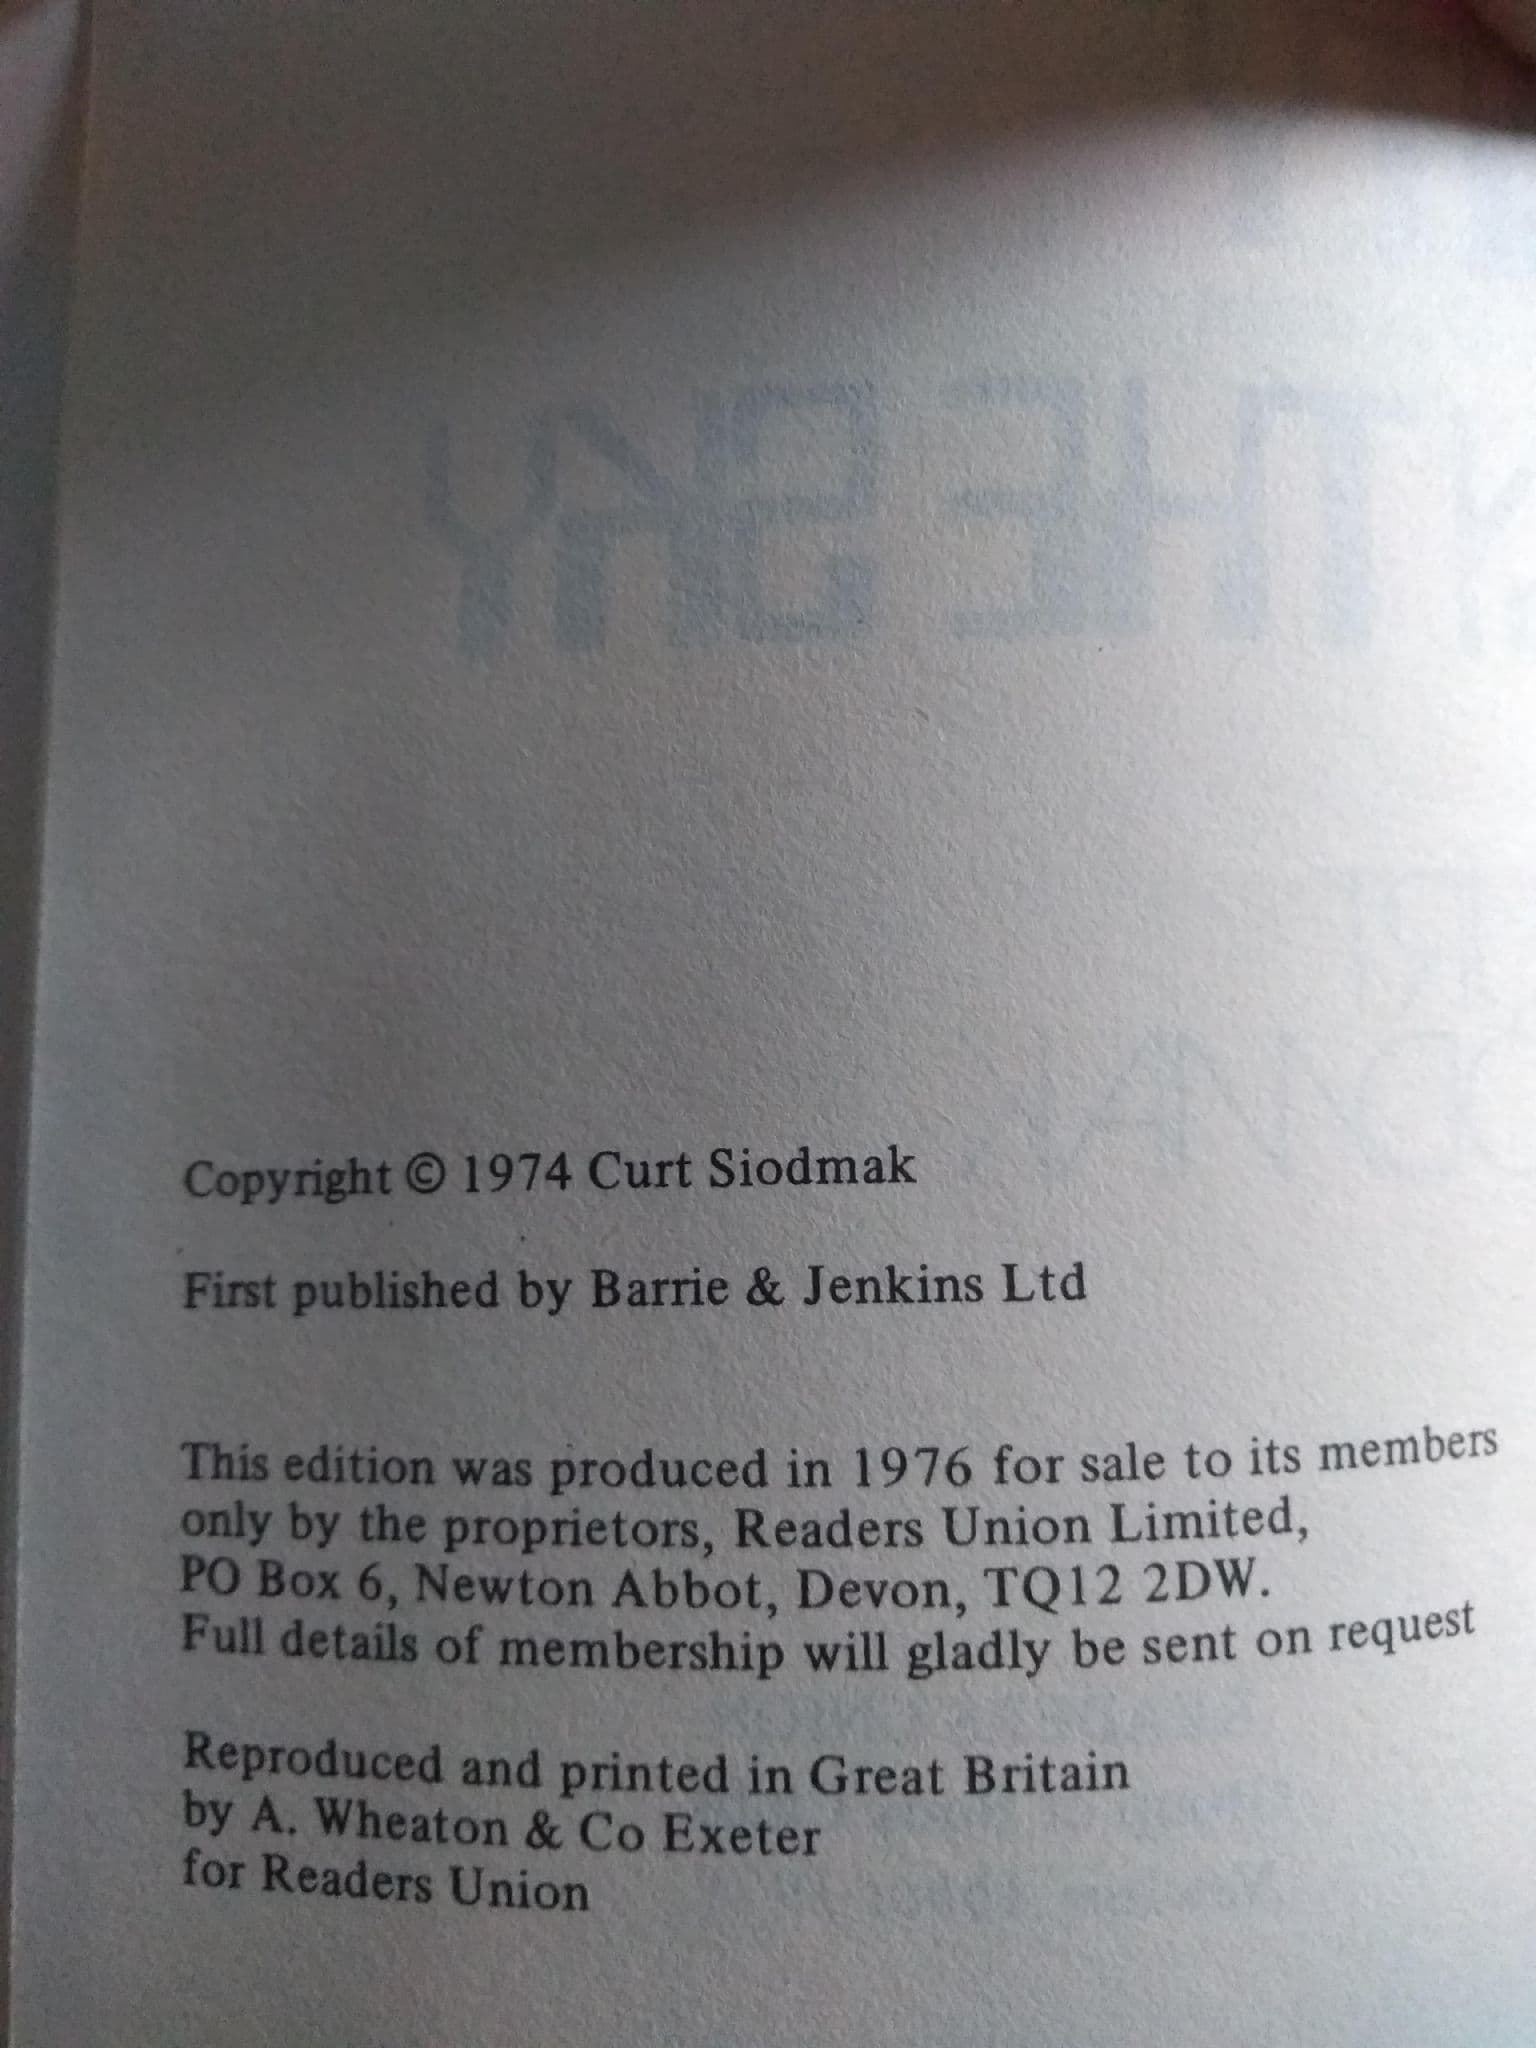 Copyright © 1974 Curt Siodmak
First published by Barrie & Jenkins Ltd
This edition was produced in 1976 for sale to its members
only by the proprietors, Readers Union Limited,
PO Box 6, Newton Abbot, Devon, TQ12 2DW.
Full details of membership will gladly be sent on request
Reproduced and printed in Great Britain
by A. Wheaton & Co Exeter
for Readers Union